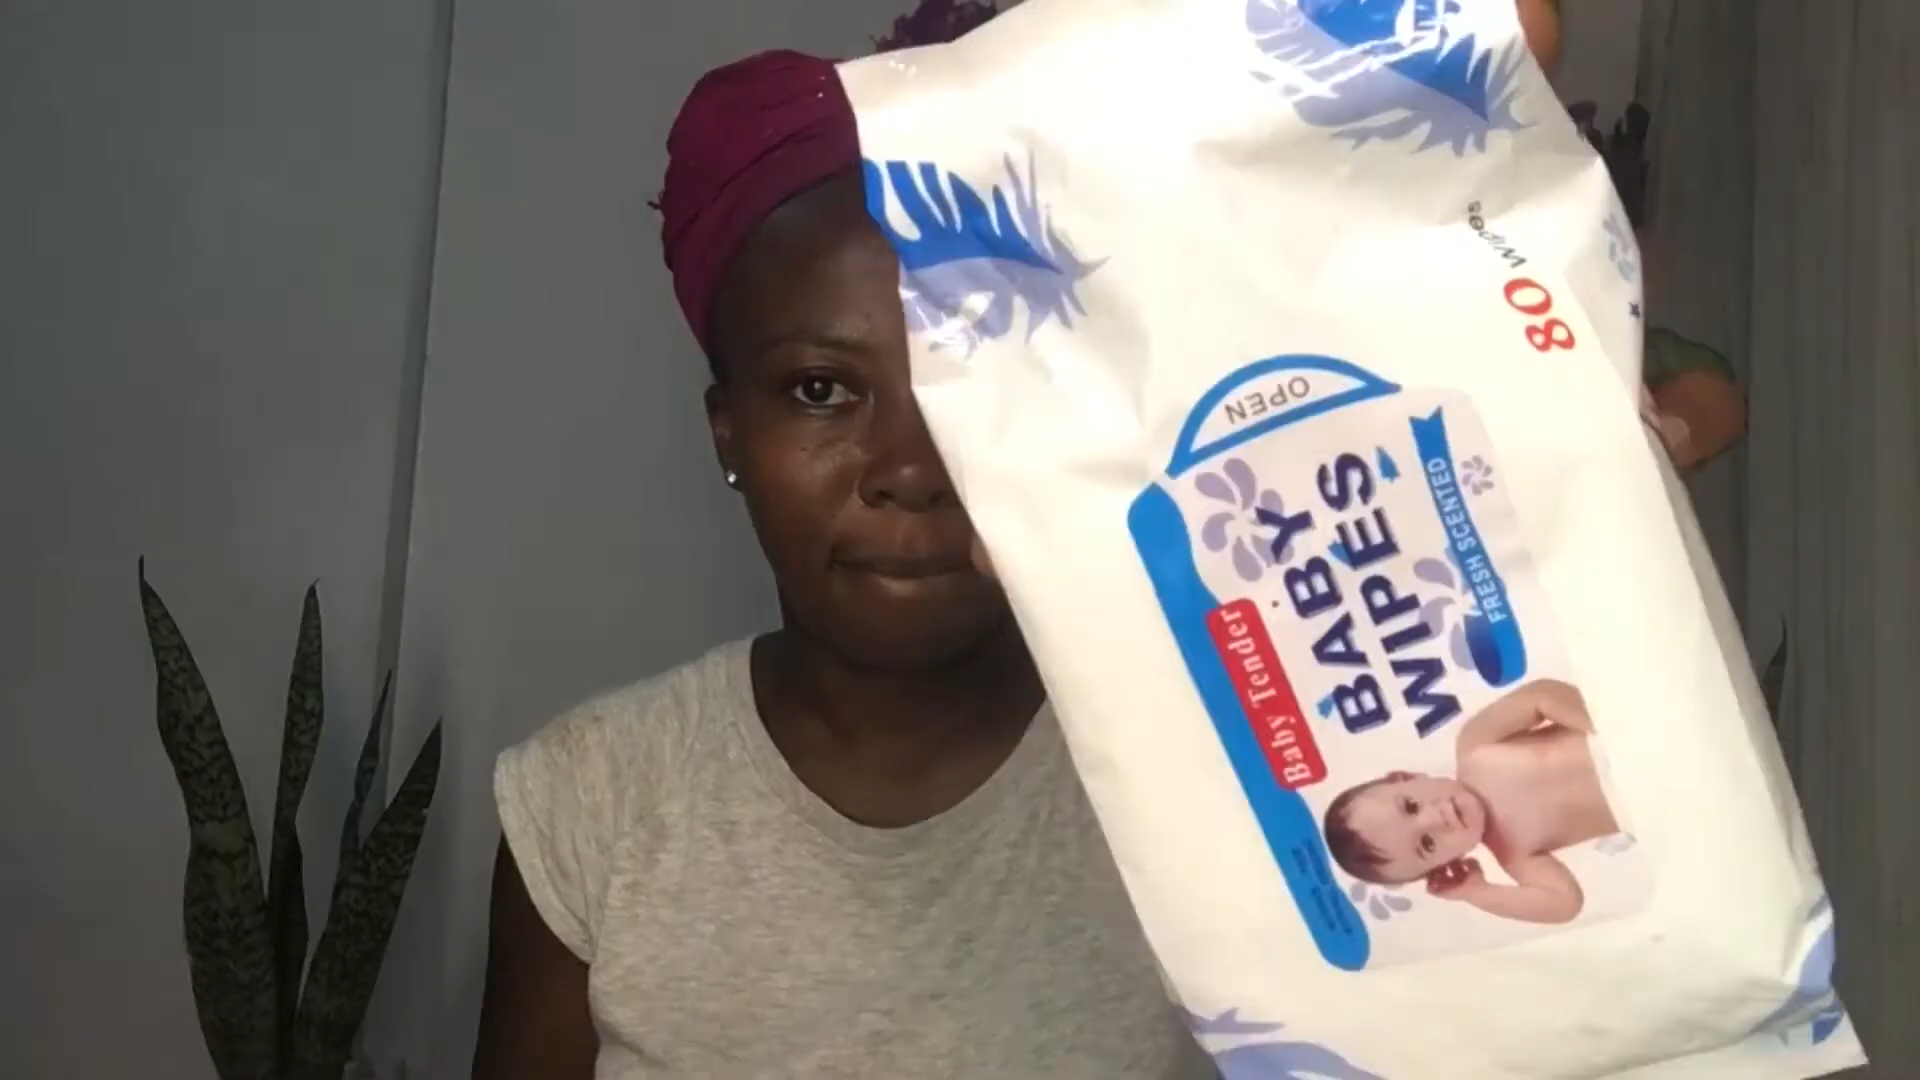 80 Wipes
OPEN
Baby Tender
BABY
WIPES
FRESH SCENTED